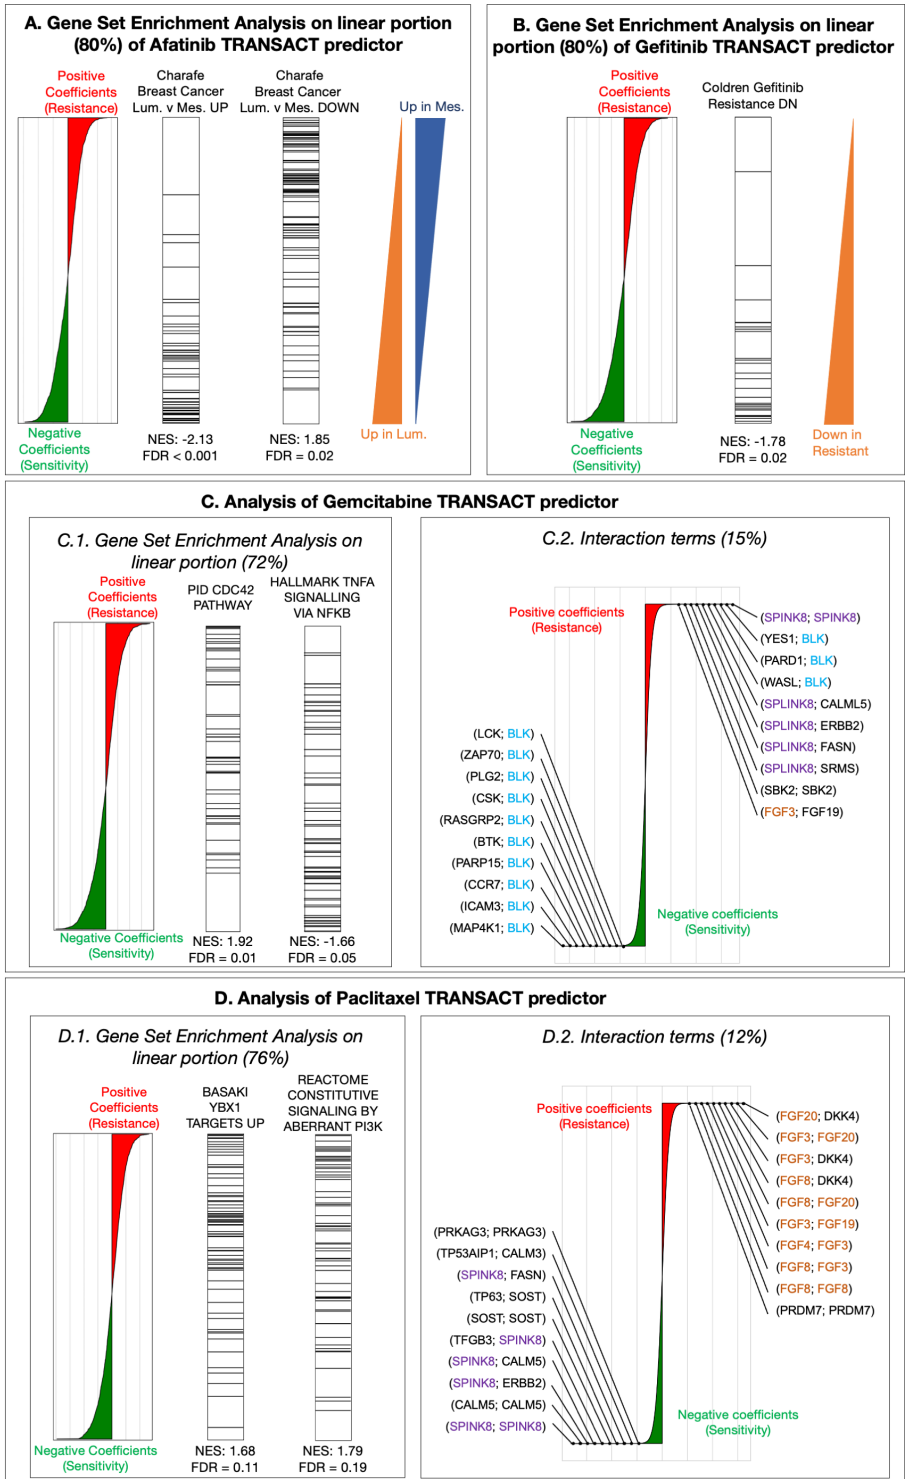 A. Gene Set Enrichment Analysis on linear portion
(80%) of Afatinib TRANSACT predictor
Positive
Coefficients
(Resistance)
Charafe
Breast Cancer
Lum. v Mes. UP
Charafe
Breast Cancer
Lum. v Mes. DOWN
Up in Mes.
Negative
Coefficients
(Sensitivity)
NES: -2.13
FDR < 0.001
NES: 1.85
FDR = 0.02
Up in Lum.
B. Gene Set Enrichment Analysis on linear
portion (80%) of Gefitinib TRANSACT predictor
Positive
Coefficients
(Resistance)
Coldren Gefitinib
Resistance DN
Negative
Coefficients
(Sensitivity)
NES: -1.78
FDR = 0.02
Down in
Resistant
C. Analysis of Gemcitabine TRANSACT predictor
C.1. Gene Set Enrichment Analysis on
linear portion (72%)
Positive
Coefficients
(Resistance)
PID CDC42
PATHWAY
HALLMARK TNFA
SIGNALLING
VIA NFKB
Negative Coefficients
(Sensitivity)
NES: 1.92
FDR = 0.01
NES: -1.66
FDR = 0.05
C.2. Interaction terms (15%)
Positive coefficients
(Resistance)
(SPINK8; SPINK8)
(YES1; BLK)
(PARD1; BLK)
(WASL; BLK)
(SPLINK8; CALML5)
(SPLINK8; ERBB2)
(SPLINK8; FASN)
(SPLINK8; SRMS)
(SBK2; SBK2)
(FGF3; FGF19)
(LCK; BLK)
(ZAP70; BLK)
(PLG2; BLK)
(CSK; BLK)
(RASGRP2; BLK)
(BTK; BLK)
(PARP15; BLK)
(CCR7; BLK)
(ICAM3; BLK)
(MAP4K1; BLK)
Negative coefficients
(Sensitivity)
D. Analysis of Paclitaxel TRANSACT predictor
D.1. Gene Set Enrichment Analysis on
linear portion (76%)
Positive
Coefficients
(Resistance)
BASAKI
YBX1
TARGETS UP
REACTOME
CONSTITUTIVE
SIGNALING BY
ABERRANT PI3K
Negative Coefficients
(Sensitivity)
NES: 1.68
FDR = 0.11
NES: 1.79
FDR = 0.19
D.2. Interaction terms (12%)
Positive coefficients
(Resistance)
(FGF20; DKK4)
(FGF3; FGF20)
(FGF3; DKK4)
(FGF8; DKK4)
(FGF8; FGF20)
(FGF3; FGF19)
(FGF4; FGF3)
(FGF8; FGF3)
(FGF8; FGF8)
(PRDM7; PRDM7)
(PRKAG3; PRKAG3)
(TP53AIP1; CALM3)
(SPINK8; FASN)
(TP63; SOST)
(SOST; SOST)
(TFGB3; SPINK8)
(SPINK8; CALM5)
(SPINK8; ERBB2)
(CALM5; CALM5)
(SPINK8; SPINK8)
Negative coefficients
(Sensitivity)